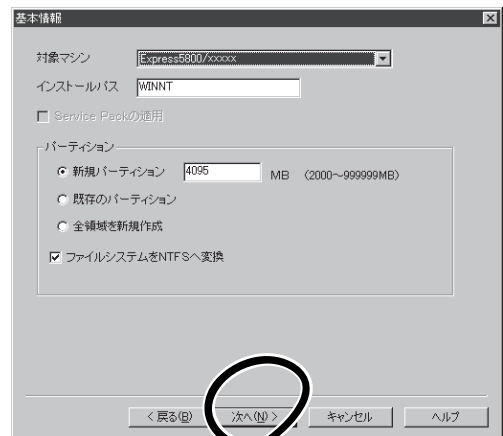 基本情報
対象マシン Express5800/xxxxx
インストールパス WINNT
Service Packの適用
パーティション
新規パーティション 4095 MB (2000～999999MB)
既存のパーティション
全領域を新規作成
ファイルシステムをNTFSへ変換
< 戻る(B) 次へ(N) > キャンセル ヘルプ